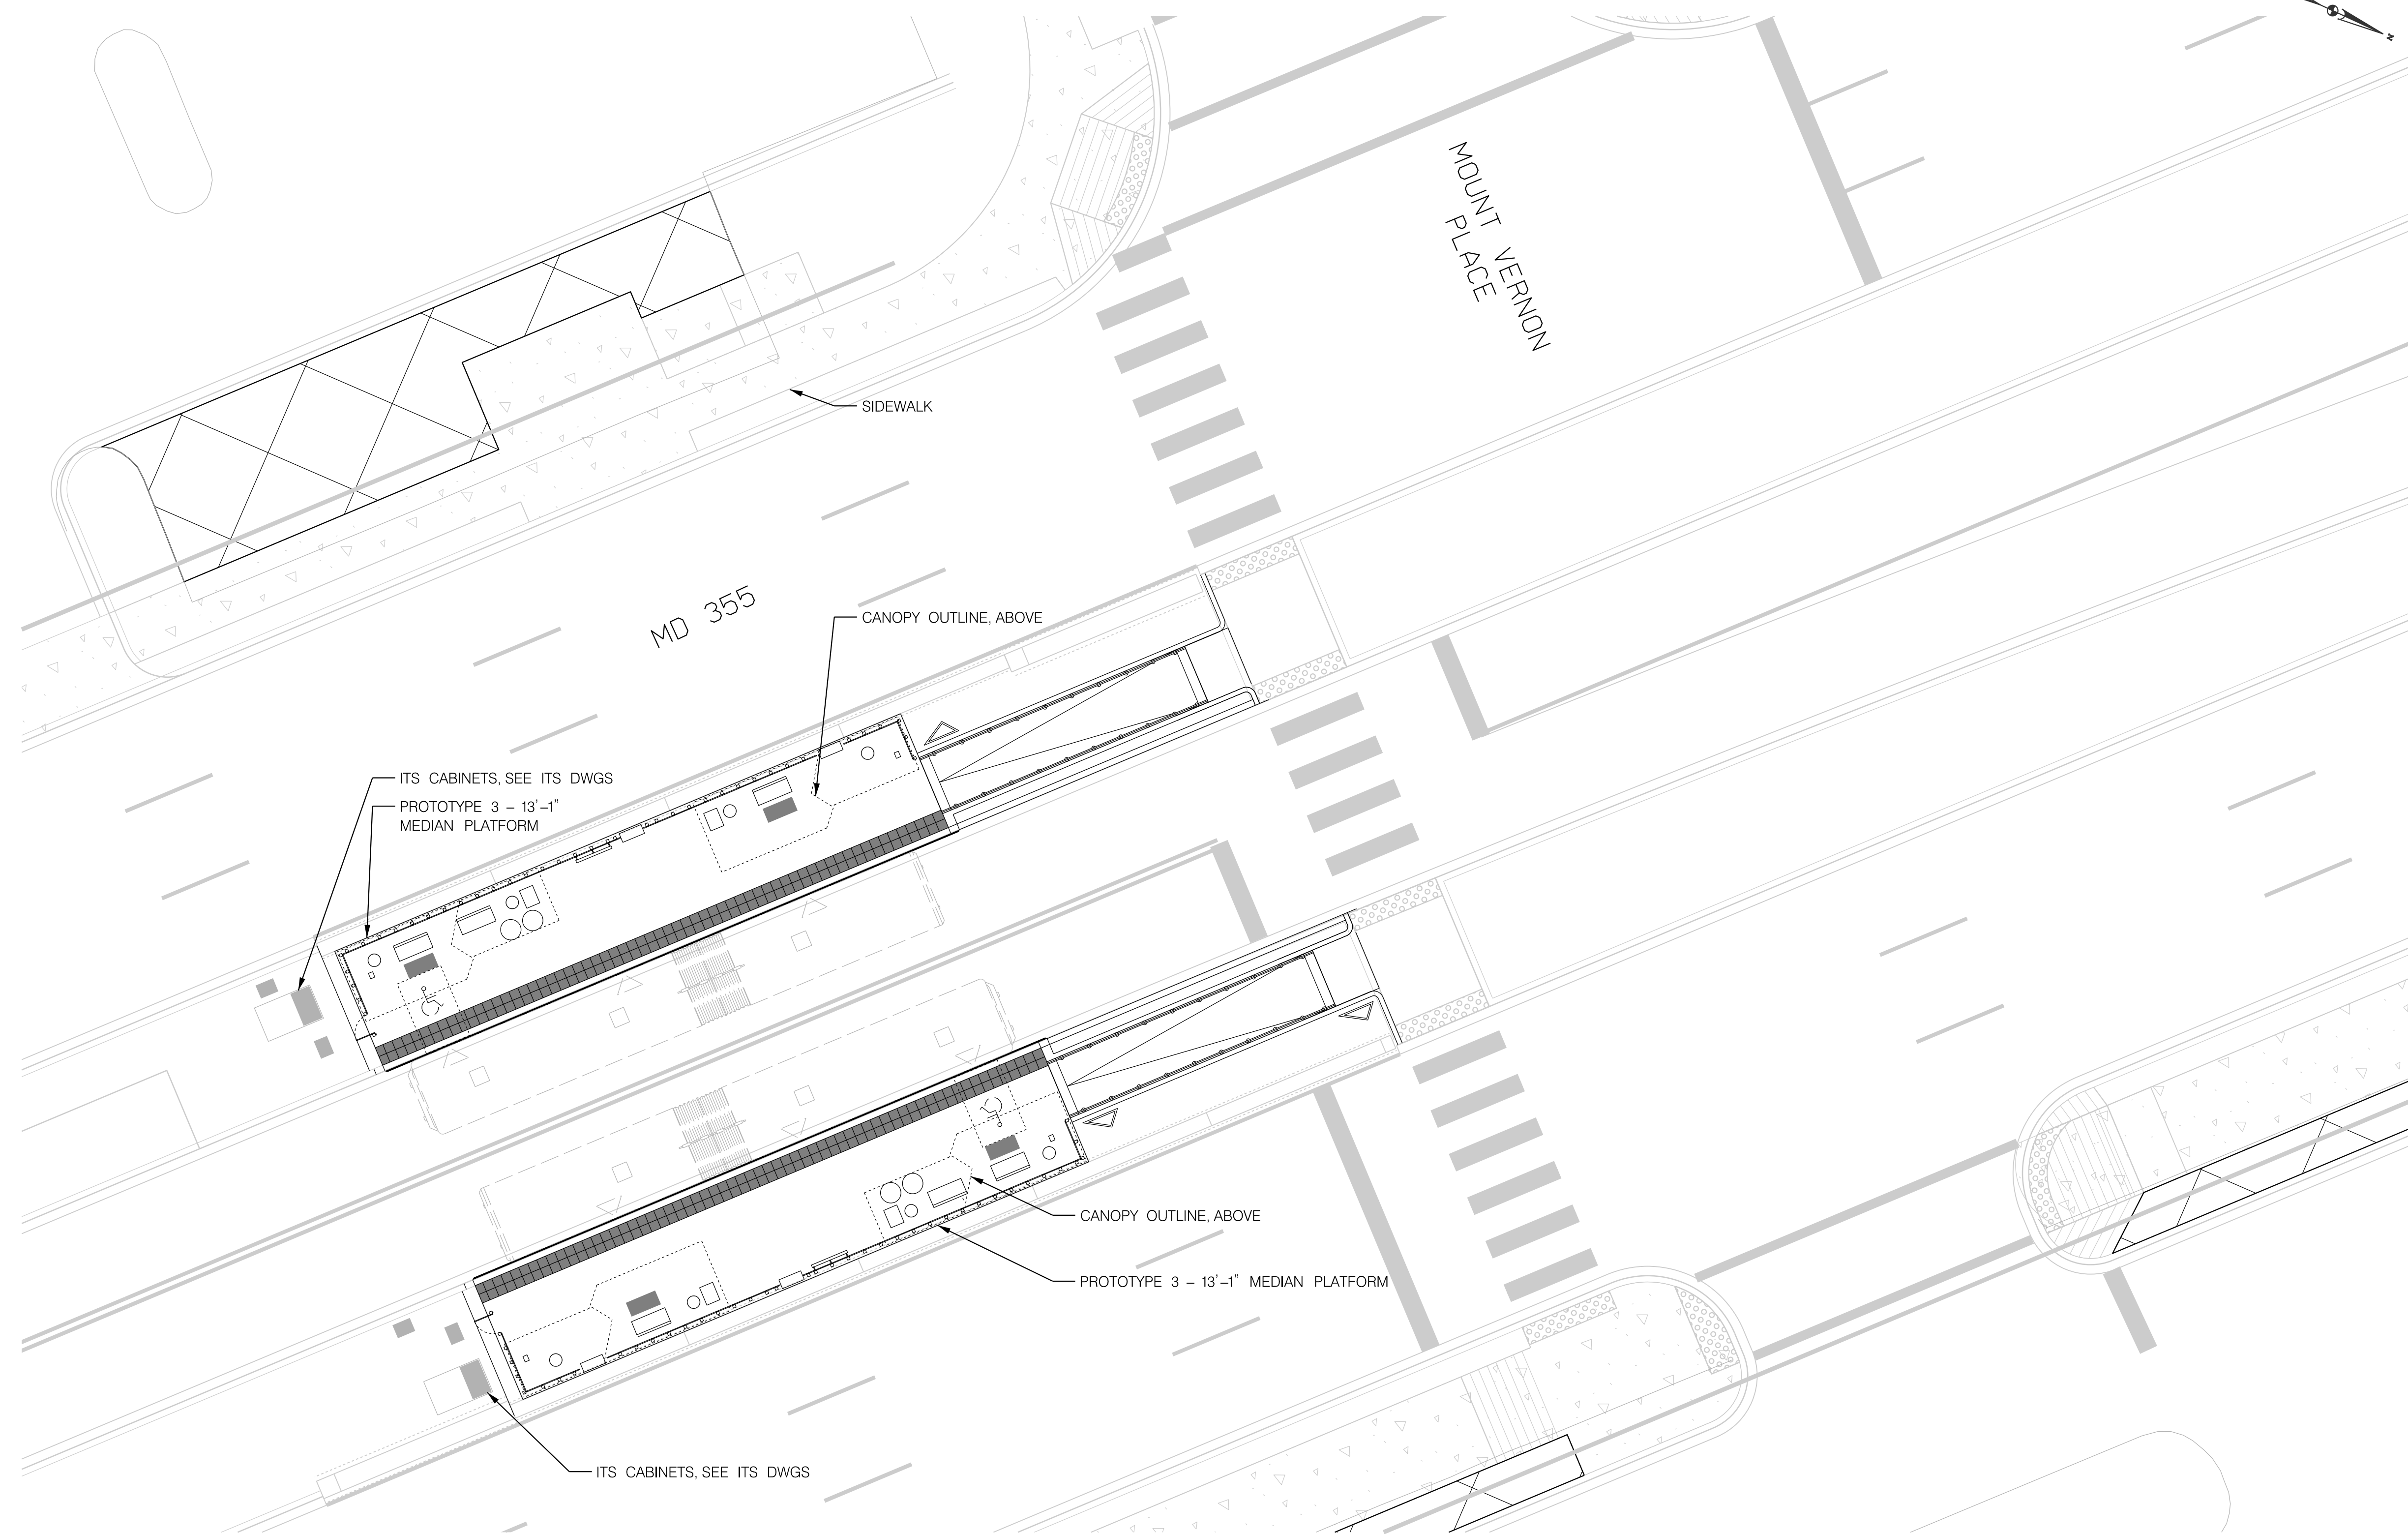 N
MOUNT VERNON
PLACE
SIDEWALK
MD 355
CANOPY OUTLINE, ABOVE
ITS CABINETS, SEE ITS DWGS
PROTOTYPE 3 – 13'–1"
MEDIAN PLATFORM
CANOPY OUTLINE, ABOVE
PROTOTYPE 3 – 13'–1" MEDIAN PLATFORM
ITS CABINETS, SEE ITS DWGS